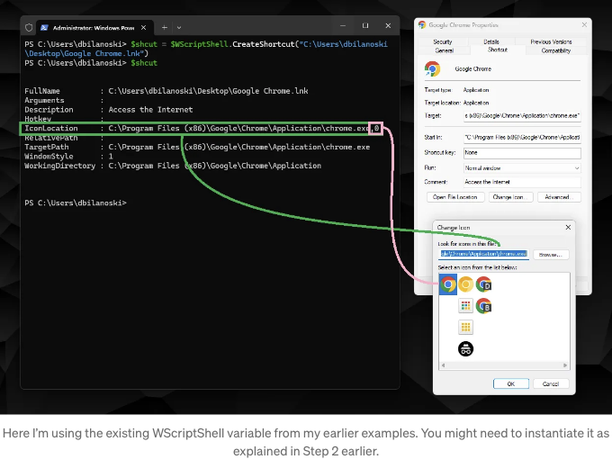 Administrator: Windows Pow
PS C:\Users\dbilanoski> $shcut = $WScriptShell.CreateShortcut("C:\Users\dbilanoski
\Desktop\Google Chrome.lnk")
PS C:\Users\dbilanoski> $shcut
FullName : C:\Users\dbilanoski\Desktop\Google Chrome.lnk
Arguments :
Description : Access the Internet
Hotkey :
IconLocation : C:\Program Files (x86)\Google\Chrome\Application\chrome.exe,0
RelativePath :
TargetPath : C:\Program Files (x86)\Google\Chrome\Application\chrome.exe
WindowStyle : 1
WorkingDirectory : C:\Program Files (x86)\Google\Chrome\Application
PS C:\Users\dbilanoski>
Google Chrome Properties
Security Details Previous Versions
General Shortcut Compatibility
Google Chrome
Target type: Application
Target location: Application
Target: s (x86)\Google\Chrome\Application\chrome.exe"
Start in: "C:\Program Files (x86)\Google\Chrome\Applicati
Shortcut key: None
Run: Normal window
Comment: Access the Internet
Open File Location Change Icon... Advanced...
Change Icon
Look for icons in this file:
gle\Chrome\Application\chrome.exe Browse...
Select an icon from the list below:
D
B
OK Cancel
Here I'm using the existing WScriptShell variable from my earlier examples. You might need to instantiate it as
explained in Step 2 earlier.